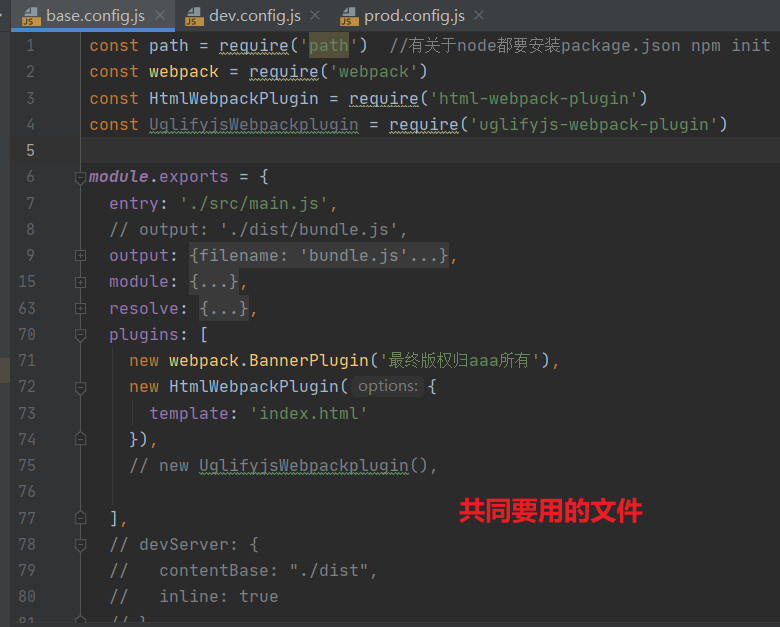 base.config.js × dev.config.js × prod.config.js ×
1 const path = require('path') //有关于node都要安装package.json npm init
2 const webpack = require('webpack')
3 const HtmlWebpackPlugin = require('html-webpack-plugin')
4 const UglifyjsWebpackplugin = require('uglifyjs-webpack-plugin')
5
6 module.exports = {
7 entry: './src/main.js',
8 // output: './dist/bundle.js',
9 output: {filename: 'bundle.js'...},
15 module: {...},
63 resolve: {...},
70 plugins: [
71 new webpack.BannerPlugin('最终版权归aaa所有'),
72 new HtmlWebpackPlugin( options: {
73 template: 'index.html'
74 }),
75 // new UglifyjsWebpackplugin(),
76
共同要用的文件
77 ],
78 // devServer: {
79 // contentBase: "./dist",
80 // inline: true
81 // }